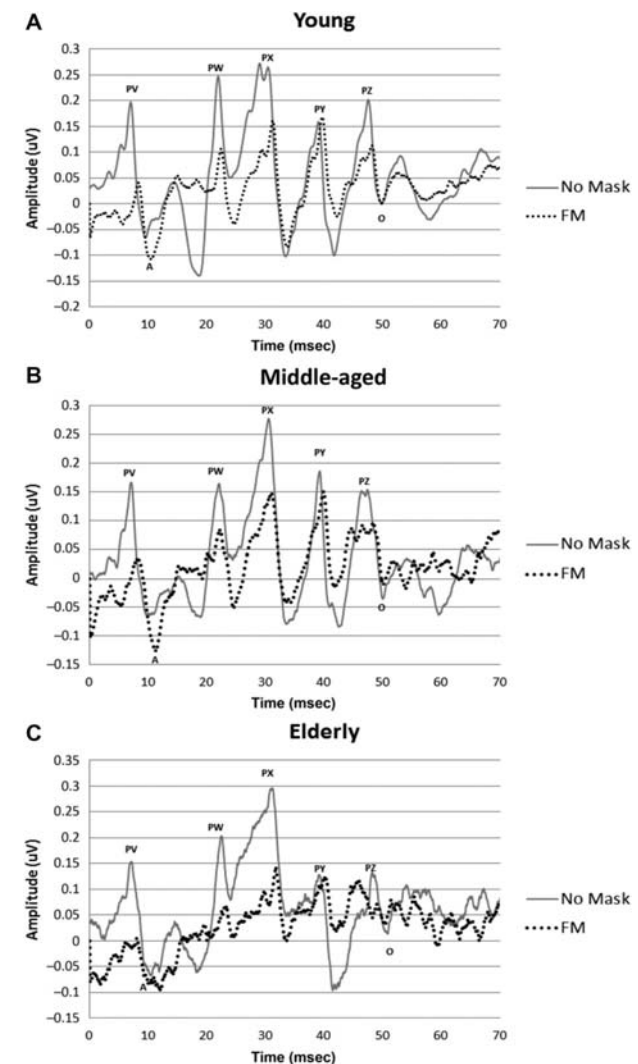 A
Young
0.3
0.25
0.2
0.15
0.1
0.05
0
−0.05
−0.1
−0.15
−0.2
Amplitude (uV)
PV
PW
PX
PY
PZ
A
O
No Mask
FM
0 10 20 30 40 50 60 70
Time (msec)
B
Middle-aged
0.3
0.25
0.2
0.15
0.1
0.05
0
−0.05
−0.1
−0.15
Amplitude (uV)
PV
PW
PX
PY
PZ
A
O
No Mask
FM
0 10 20 30 40 50 60 70
Time (msec)
C
Elderly
0.35
0.3
0.25
0.2
0.15
0.1
0.05
0
−0.05
−0.1
−0.15
Amplitude (uV)
PV
PW
PX
PY
PZ
A
O
No Mask
FM
0 10 20 30 40 50 60 70
Time (msec)